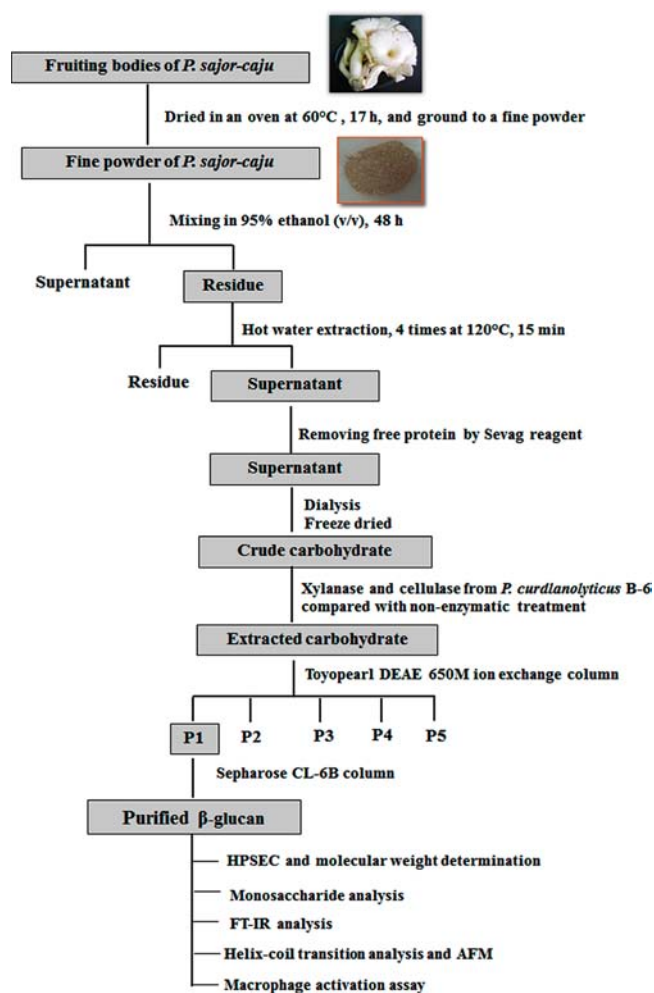 Fruiting bodies of P. sajor-caju
Dried in an oven at 60°C , 17 h, and ground to a fine powder
Fine powder of P. sajor-caju
Mixing in 95% ethanol (v/v), 48 h
Supernatant
Residue
Hot water extraction, 4 times at 120°C, 15 min
Residue
Supernatant
Removing free protein by Sevag reagent
Supernatant
Dialysis
Freeze dried
Crude carbohydrate
Xylanase and cellulase from P. curdlanolyticus B-6
compared with non-enzymatic treatment
Extracted carbohydrate
Toyopearl DEAE 650M ion exchange column
P1 P2 P3 P4 P5
Sepharose CL-6B column
Purified β-glucan
HPSEC and molecular weight determination
Monosaccharide analysis
FT-IR analysis
Helix-coil transition analysis and AFM
Macrophage activation assay